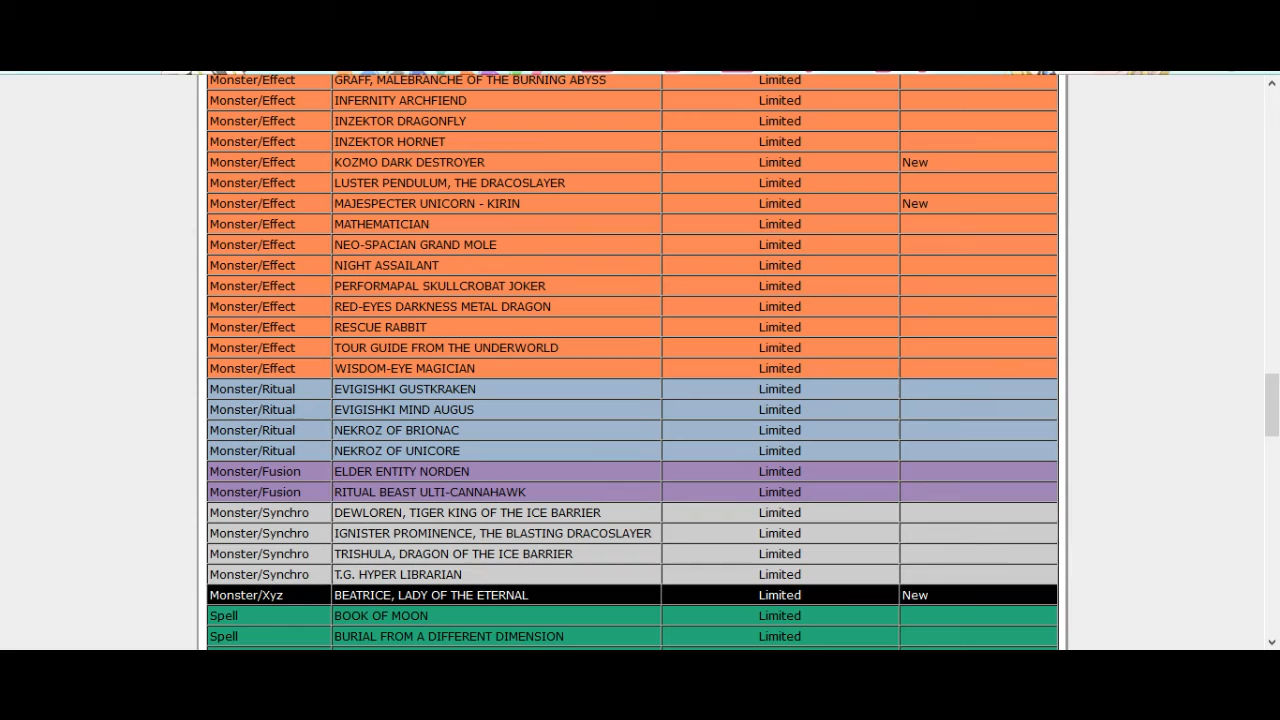 Monster/Effect GRAFF, MALEBRANCHE OF THE BURNING ABYSS Limited
Monster/Effect INFERNITY ARCHFIEND Limited
Monster/Effect INZEKTOR DRAGONFLY Limited
Monster/Effect INZEKTOR HORNET Limited
Monster/Effect KOZMO DARK DESTROYER Limited New
Monster/Effect LUSTER PENDULUM, THE DRACOSLAYER Limited
Monster/Effect MAJESPECTER UNICORN - KIRIN Limited New
Monster/Effect MATHEMATICIAN Limited
Monster/Effect NEO-SPACIAN GRAND MOLE Limited
Monster/Effect NIGHT ASSAILANT Limited
Monster/Effect PERFORMAPAL SKULLCROBAT JOKER Limited
Monster/Effect RED-EYES DARKNESS METAL DRAGON Limited
Monster/Effect RESCUE RABBIT Limited
Monster/Effect TOUR GUIDE FROM THE UNDERWORLD Limited
Monster/Effect WISDOM-EYE MAGICIAN Limited
Monster/Ritual EVIGISHKI GUSTKRAKEN Limited
Monster/Ritual EVIGISHKI MIND AUGUS Limited
Monster/Ritual NEKROZ OF BRIONAC Limited
Monster/Ritual NEKROZ OF UNICORE Limited
Monster/Fusion ELDER ENTITY NORDEN Limited
Monster/Fusion RITUAL BEAST ULTI-CANNAHAWK Limited
Monster/Synchro DEWLOREN, TIGER KING OF THE ICE BARRIER Limited
Monster/Synchro IGNISTER PROMINENCE, THE BLASTING DRACOSLAYER Limited
Monster/Synchro TRISHULA, DRAGON OF THE ICE BARRIER Limited
Monster/Synchro T.G. HYPER LIBRARIAN Limited
Monster/Xyz BEATRICE, LADY OF THE ETERNAL Limited New
Spell BOOK OF MOON Limited
Spell BURIAL FROM A DIFFERENT DIMENSION Limited